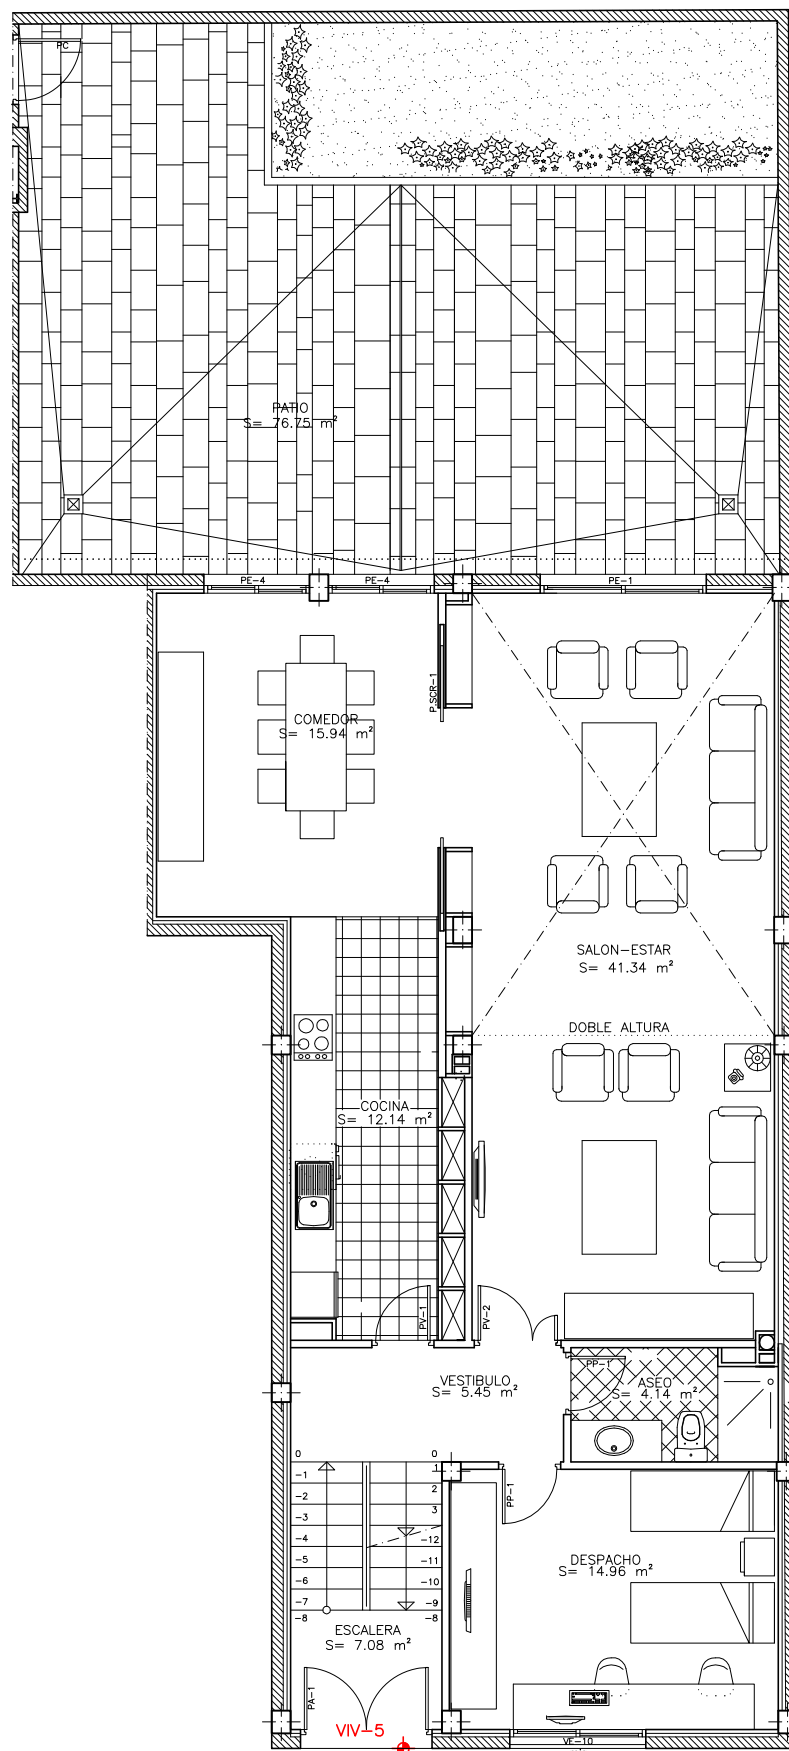 PC
PATIO
S= 76.75 m²
PE-4
PE-4
PE-1
P.SCR-1
COMEDOR
S= 15.94 m²
SALON-ESTAR
S= 41.34 m²
DOBLE ALTURA
COCINA
S= 12.14 m²
PV-1
PV-2
VESTIBULO
S= 5.45 m²
PP-1
ASEO
S= 4.14 m²
0
0
-1
1
-2
2
-3
3
-4
-12
-5
-11
-6
-10
-7
-9
-8
-8
PP-1
DESPACHO
S= 14.96 m²
ESCALERA
S= 7.08 m²
PA-1
VIV-5
VE-10